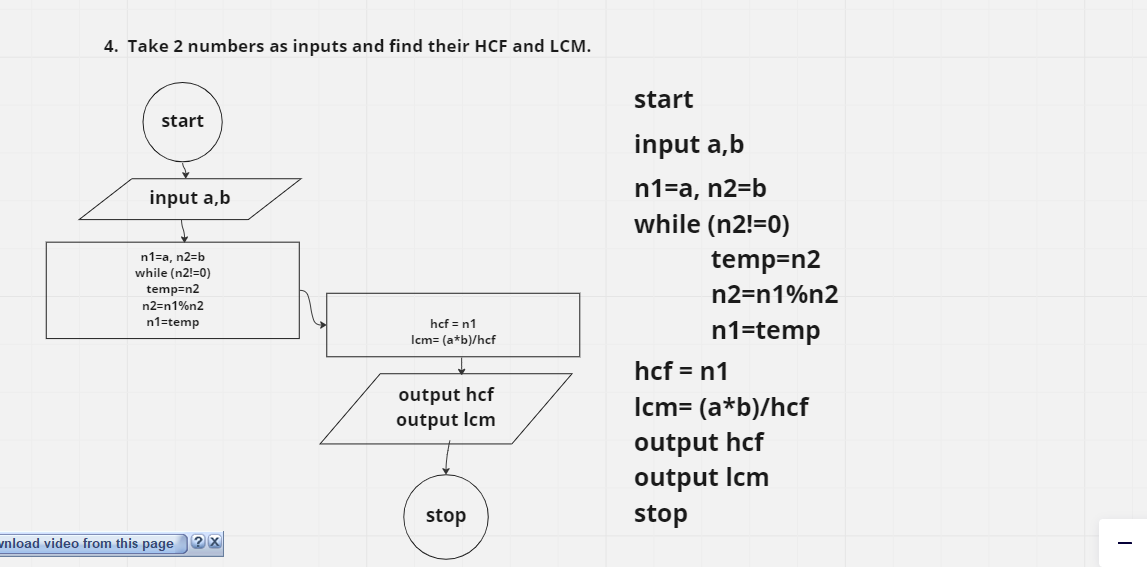 4. Take 2 numbers as inputs and find their HCF and LCM.
start
input a,b
n1=a, n2=b
while (n2!=0)
temp=n2
n2=n1%n2
n1=temp
hcf = n1
lcm= (a*b)/hcf
output hcf
output lcm
stop
start
input a,b
n1=a, n2=b
while (n2!=0)
temp=n2
n2=n1%n2
n1=temp
hcf = n1
lcm= (a*b)/hcf
output hcf
output lcm
stop
video from this page ? X